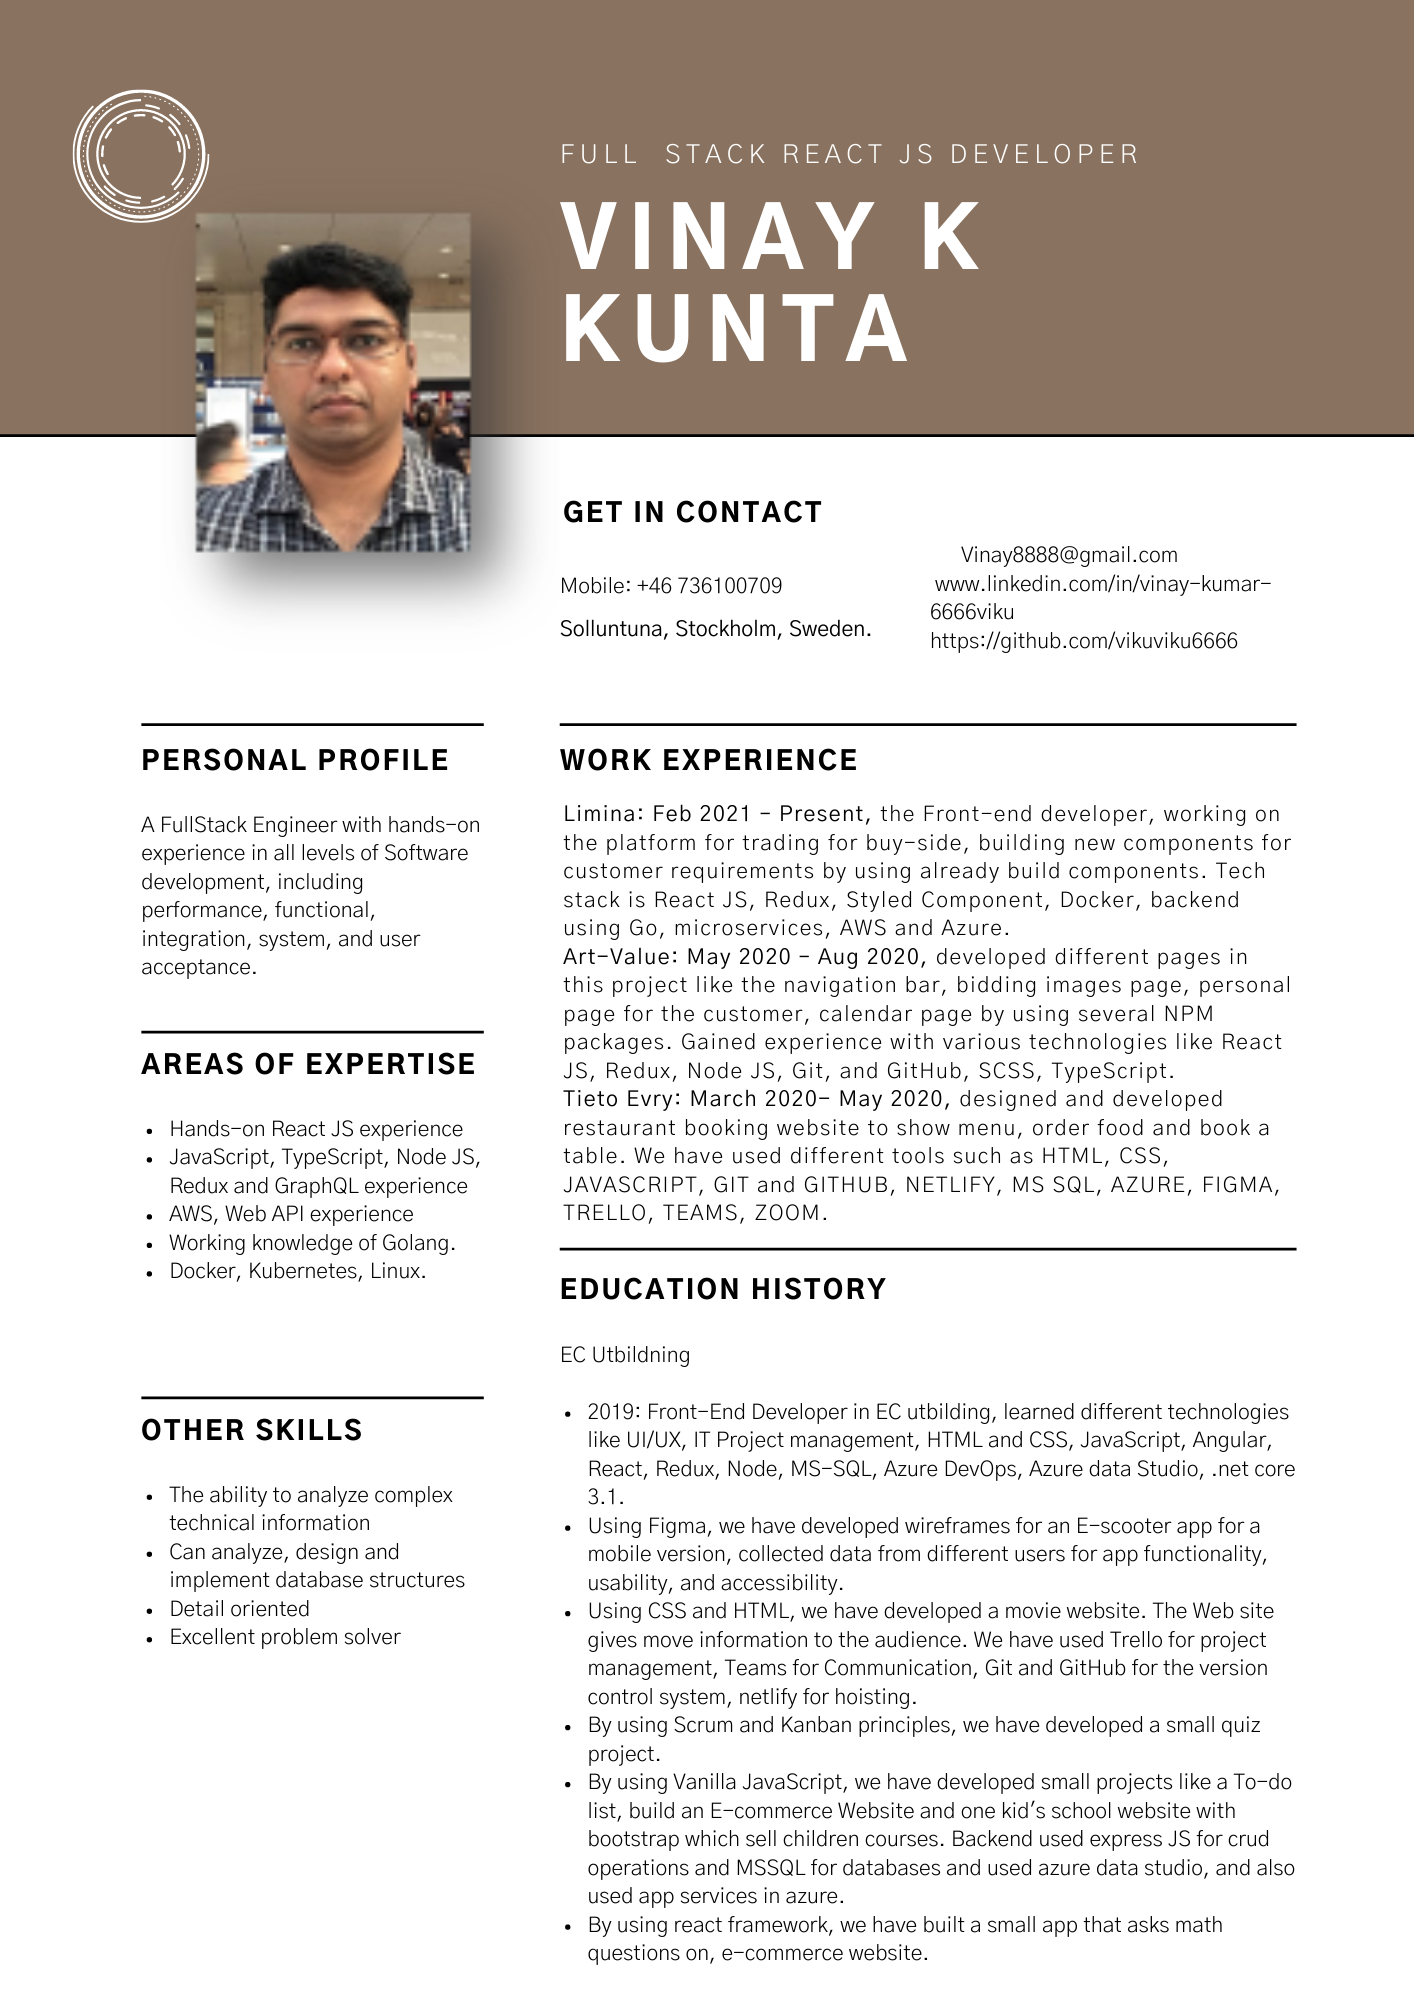 FULL STACK REACT JS DEVELOPER
VINAY K
KUNTA
GET IN CONTACT
Mobile: +46 736100709
Solluntuna, Stockholm, Sweden.
Vinay8888@gmail.com
www.linkedin.com/in/vinay-kumar-
6666viku
https://github.com/vikuviku6666
PERSONAL PROFILE
A FullStack Engineer with hands-on
experience in all levels of Software
development, including
performance, functional,
integration, system, and user
acceptance.
AREAS OF EXPERTISE
• Hands-on React JS experience
• JavaScript, TypeScript, Node JS,
Redux and GraphQL experience
• AWS, Web API experience
• Working knowledge of Golang.
• Docker, Kubernetes, Linux.
OTHER SKILLS
• The ability to analyze complex
technical information
• Can analyze, design and
implement database structures
• Detail oriented
• Excellent problem solver
WORK EXPERIENCE
Limina: Feb 2021 - Present, the Front-end developer, working on
the platform for trading for buy-side, building new components for
customer requirements by using already build components. Tech
stack is React JS, Redux, Styled Component, Docker, backend
using Go, microservices, AWS and Azure.
Art-Value: May 2020 - Aug 2020, developed different pages in
this project like the navigation bar, bidding images page, personal
page for the customer, calendar page by using several NPM
packages. Gained experience with various technologies like React
JS, Redux, Node JS, Git, and GitHub, SCSS, TypeScript.
Tieto Evry: March 2020- May 2020, designed and developed
restaurant booking website to show menu, order food and book a
table. We have used different tools such as HTML, CSS,
JAVASCRIPT, GIT and GITHUB, NETLIFY, MS SQL, AZURE, FIGMA,
TRELLO, TEAMS, ZOOM.
EDUCATION HISTORY
EC Utbildning
• 2019: Front-End Developer in EC utbilding, learned different technologies
like UI/UX, IT Project management, HTML and CSS, JavaScript, Angular,
React, Redux, Node, MS-SQL, Azure DevOps, Azure data Studio, .net core
3.1.
• Using Figma, we have developed wireframes for an E-scooter app for a
mobile version, collected data from different users for app functionality,
usability, and accessibility.
• Using CSS and HTML, we have developed a movie website. The Web site
gives move information to the audience. We have used Trello for project
management, Teams for Communication, Git and GitHub for the version
control system, netlify for hoisting.
• By using Scrum and Kanban principles, we have developed a small quiz
project.
• By using Vanilla JavaScript, we have developed small projects like a To-do
list, build an E-commerce Website and one kid's school website with
bootstrap which sell children courses. Backend used express JS for crud
operations and MSSQL for databases and used azure data studio, and also
used app services in azure.
• By using react framework, we have built a small app that asks math
questions on, e-commerce website.